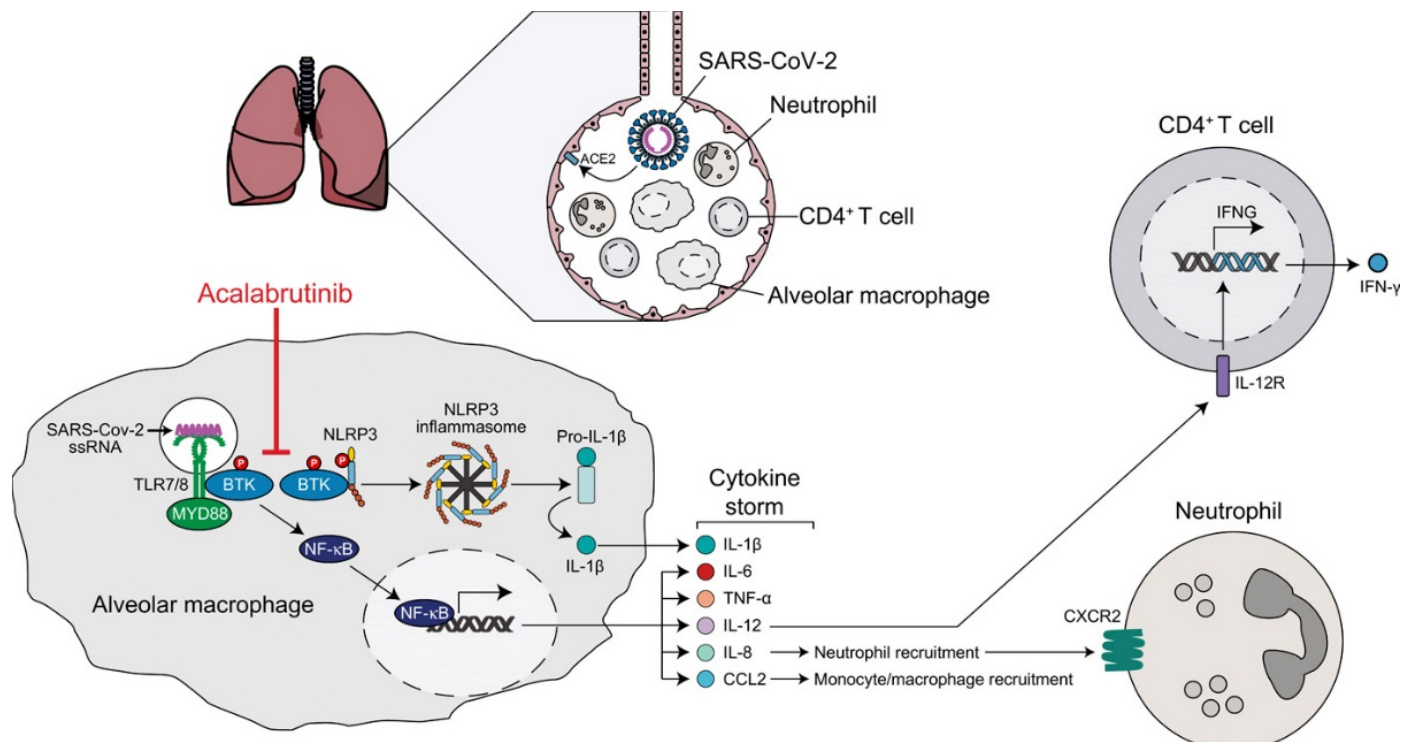 SARS-CoV-2
Neutrophil
ACE2
CD4⁺ T cell
Alveolar macrophage
CD4⁺ T cell
IFNG
IFN-γ
IL-12R
Acalabrutinib
SARS-Cov-2
ssRNA
TLR7/8
MYD88
P
BTK
P
BTK
P
NLRP3
NLRP3
inflammasome
Pro-IL-1β
IL-1β
NF-κB
NF-κB
Alveolar macrophage
Cytokine
storm
IL-1β
IL-6
TNF-α
IL-12
IL-8
Neutrophil recruitment
CCL2
Monocyte/macrophage recruitment
Neutrophil
CXCR2